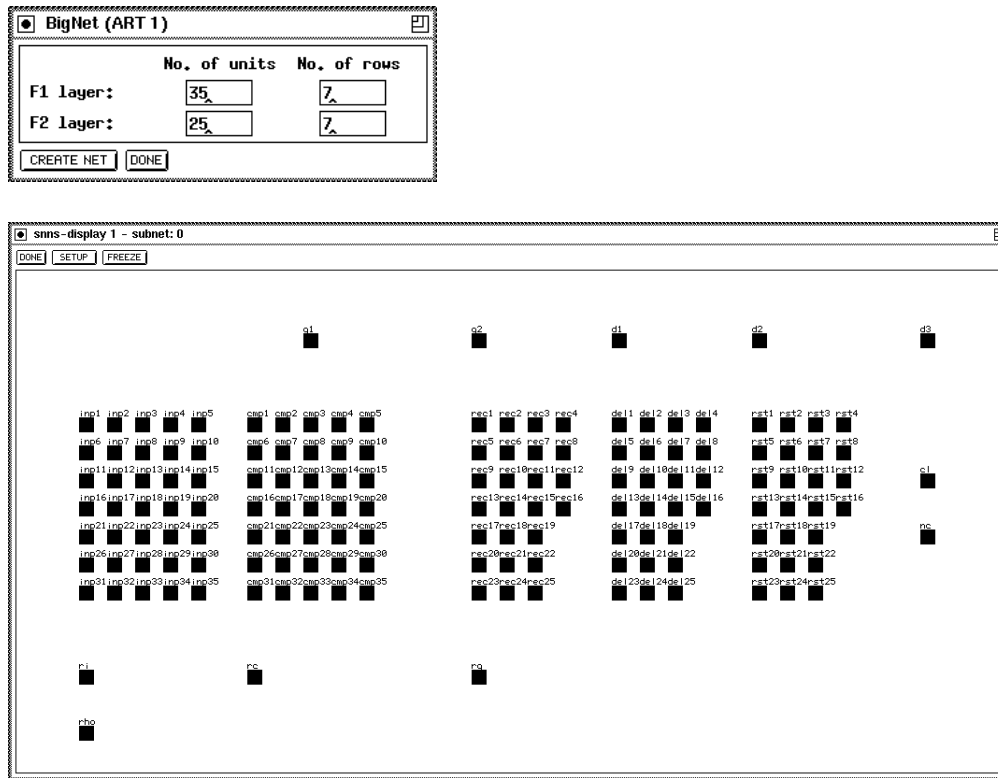 BigNet (ART 1)
No. of units No. of rows
F1 layer: 35 7
F2 layer: 25 7
CREATE NET DONE
snns-display 1 - subnet: 0
DONE SETUP FREEZE
g1 g2 d1 d2 d3
inp1 inp2 inp3 inp4 inp5 cmp1 cmp2 cmp3 cmp4 cmp5 rec1 rec2 rec3 rec4 del1 del2 del3 del4 rst1 rst2 rst3 rst4
inp6 inp7 inp8 inp9 inp10 cmp6 cmp7 cmp8 cmp9 cmp10 rec5 rec6 rec7 rec8 del5 del6 del7 del8 rst5 rst6 rst7 rst8
inp11 inp12 inp13 inp14 inp15 cmp11 cmp12 cmp13 cmp14 cmp15 rec9 rec10 rec11 rec12 del9 del10 del11 del12 rst9 rst10 rst11 rst12 cl
inp16 inp17 inp18 inp19 inp20 cmp16 cmp17 cmp18 cmp19 cmp20 rec13 rec14 rec15 rec16 del13 del14 del15 del16 rst13 rst14 rst15 rst16
inp21 inp22 inp23 inp24 inp25 cmp21 cmp22 cmp23 cmp24 cmp25 rec17 rec18 rec19 del17 del18 del19 rst17 rst18 rst19 nc
inp26 inp27 inp28 inp29 inp30 cmp26 cmp27 cmp28 cmp29 cmp30 rec20 rec21 rec22 del20 del21 del22 rst20 rst21 rst22
inp31 inp32 inp33 inp34 inp35 cmp31 cmp32 cmp33 cmp34 cmp35 rec23 rec24 rec25 del23 del24 del25 rst23 rst24 rst25
ri rc rg
rho